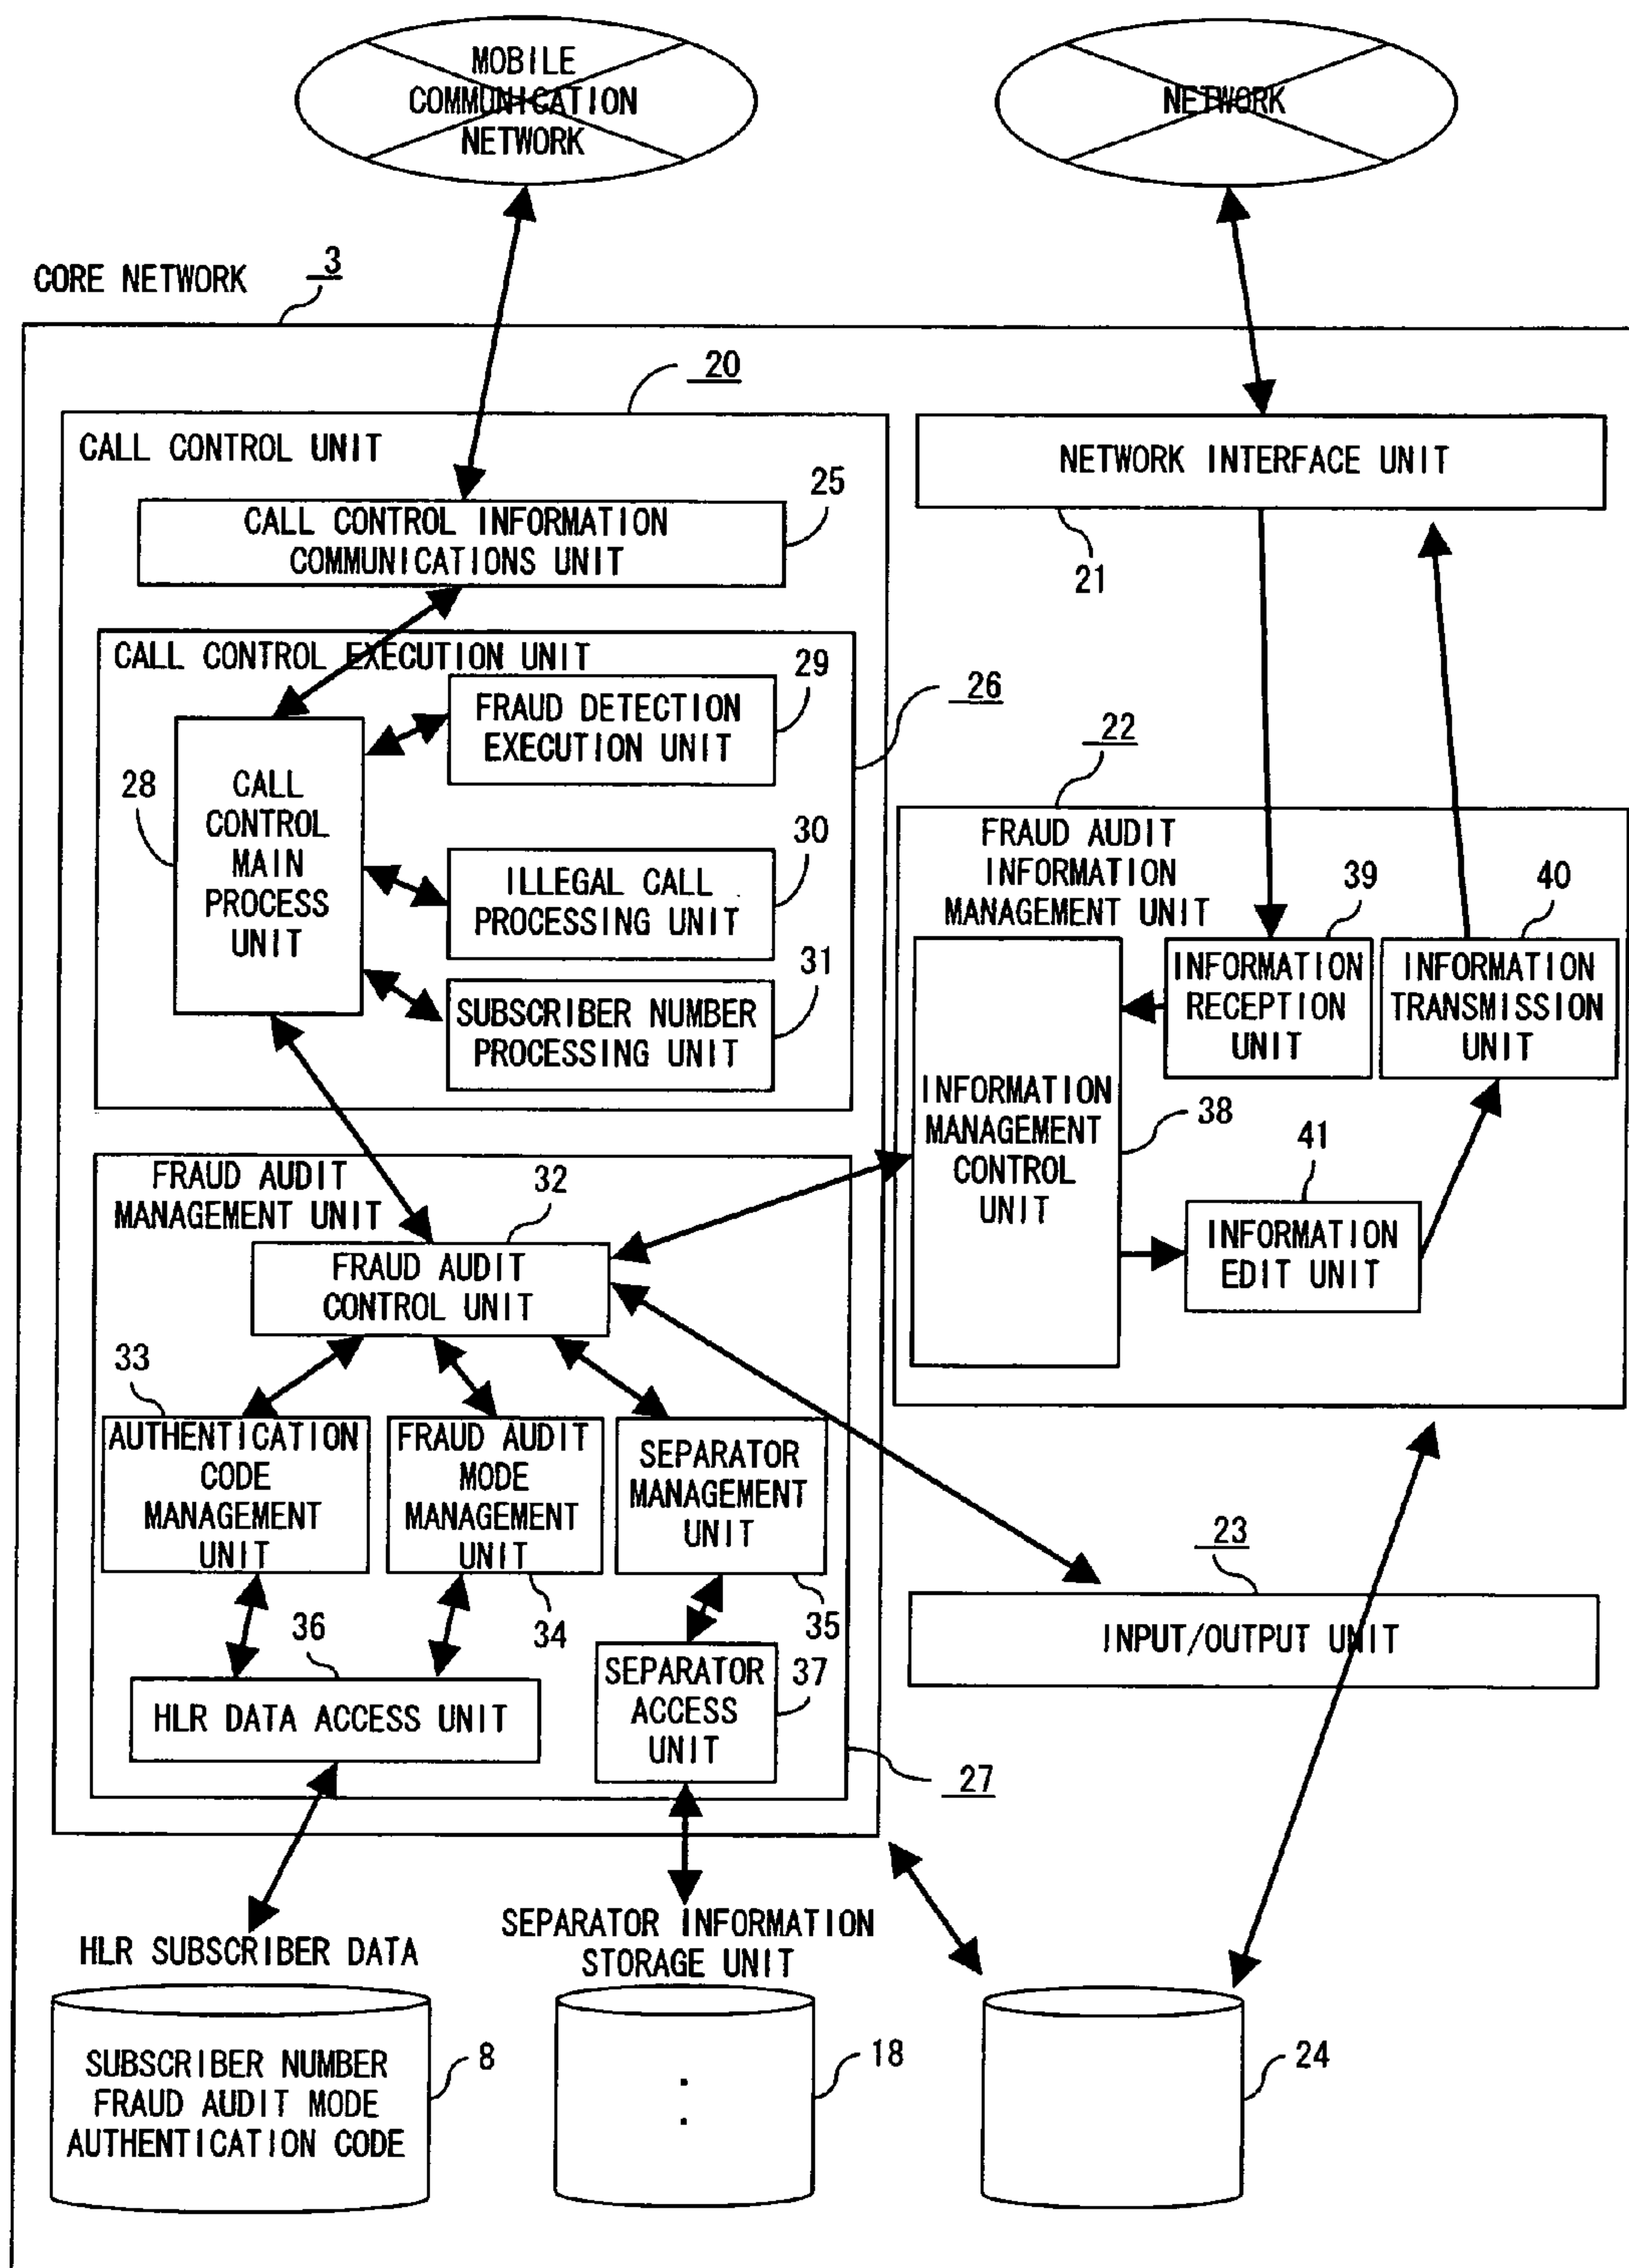 MOBILE
COMMUNICATION
NETWORK
NETWORK
CORE NETWORK
3
20
CALL CONTROL UNIT
25
CALL CONTROL INFORMATION
COMMUNICATIONS UNIT
NETWORK INTERFACE UNIT
21
CALL CONTROL EXECUTION UNIT
29
FRAUD DETECTION
EXECUTION UNIT
26
28
CALL
CONTROL
MAIN
PROCESS
UNIT
30
ILLEGAL CALL
PROCESSING UNIT
31
SUBSCRIBER NUMBER
PROCESSING UNIT
22
FRAUD AUDIT
INFORMATION
MANAGEMENT UNIT
39
40
INFORMATION
RECEPTION
UNIT
INFORMATION
TRANSMISSION
UNIT
INFORMATION
MANAGEMENT
CONTROL
UNIT
38
41
INFORMATION
EDIT UNIT
FRAUD AUDIT
MANAGEMENT UNIT
32
FRAUD AUDIT
CONTROL UNIT
33
AUTHENTICATION
CODE
MANAGEMENT
UNIT
FRAUD AUDIT
MODE
MANAGEMENT
UNIT
34
SEPARATOR
MANAGEMENT
UNIT
35
36
HLR DATA ACCESS UNIT
SEPARATOR
ACCESS
UNIT
37
27
23
INPUT/OUTPUT UNIT
HLR SUBSCRIBER DATA
SEPARATOR INFORMATION
STORAGE UNIT
SUBSCRIBER NUMBER
FRAUD AUDIT MODE
AUTHENTICATION CODE
8
18
24